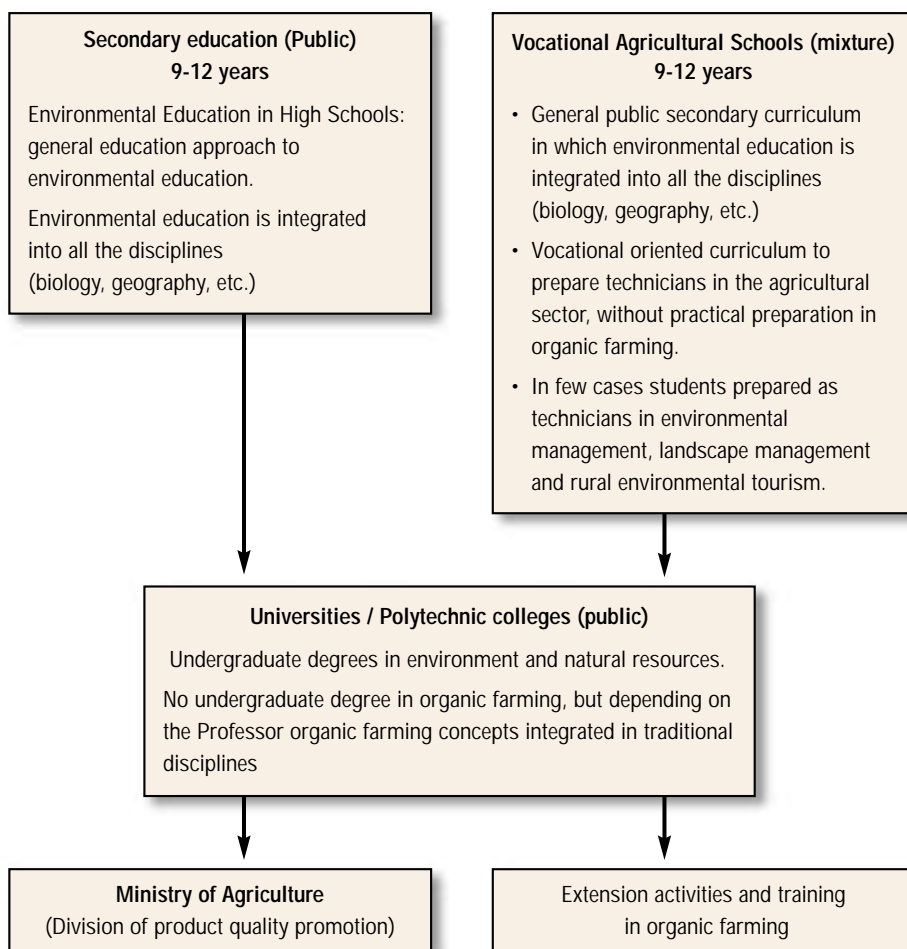 Secondary education (Public)
9-12 years
Environmental Education in High Schools:
general education approach to
environmental education.
Environmental education is integrated
into all the disciplines
(biology, geography, etc.)
Vocational Agricultural Schools (mixture)
9-12 years
• General public secondary curriculum
in which environmental education is
integrated into all the disciplines
(biology, geography, etc.)
• Vocational oriented curriculum to
prepare technicians in the agricultural
sector, without practical preparation in
organic farming.
• In few cases students prepared as
technicians in environmental
management, landscape management
and rural environmental tourism.
Universities / Polytechnic colleges (public)
Undergraduate degrees in environment and natural resources.
No undergraduate degree in organic farming, but depending on
the Professor organic farming concepts integrated in traditional
disciplines
Ministry of Agriculture
(Division of product quality promotion)
Extension activities and training
in organic farming